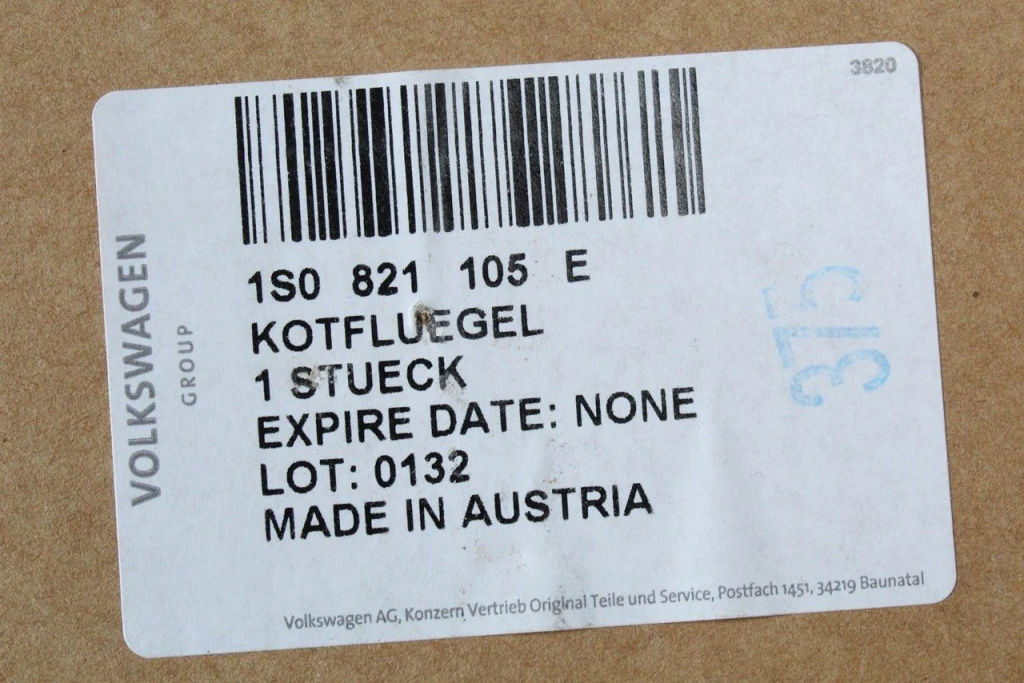 3820
VOLKSWAGEN
GROUP
1S0 821 105 E
KOTFLUEGEL
1 STUECK
EXPIRE DATE: NONE
LOT: 0132
MADE IN AUSTRIA
375
Volkswagen AG, Konzern Vertrieb Original Teile und Service, Postfach 1451, 34219 Baunatal